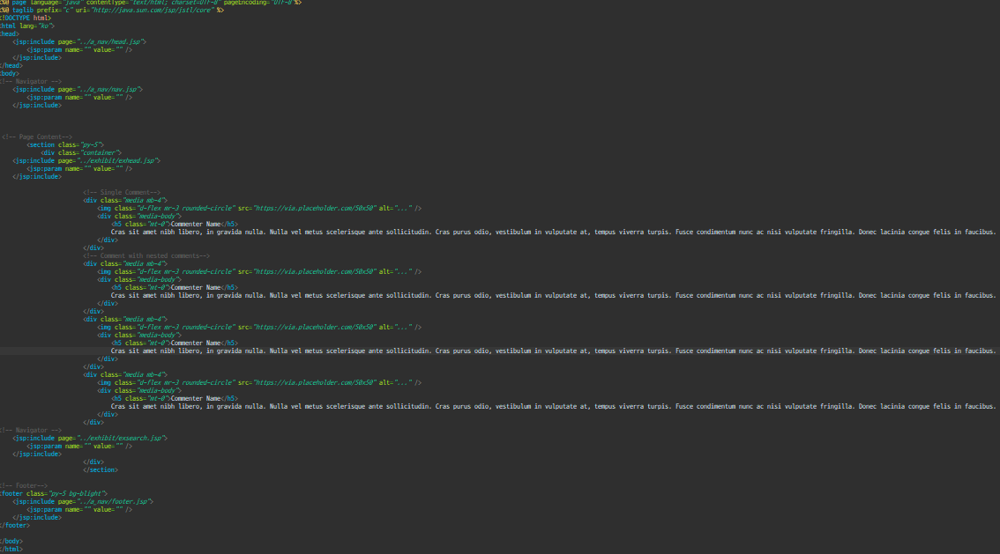 <%@ page language="java" contentType="text/html; charset=UTF-8" pageEncoding="UTF-8"%>
<%@ taglib prefix="c" uri="http://java.sun.com/jsp/jstl/core" %>
<!DOCTYPE html>
<html lang="ko">
<head>
<jsp:include page="../a_nav/head.jsp">
<jsp:param name="" value="" />
</jsp:include>
</head>
<body>
<!-- Navigator -->
<jsp:include page="../a_nav/nav.jsp">
<jsp:param name="" value="" />
</jsp:include>
<!-- Page Content-->
<section class="py-5">
<div class="container">
<jsp:include page="../exhibit/exhead.jsp">
<jsp:param name="" value="" />
</jsp:include>
<!-- Single Comment-->
<div class="media mb-4">
<img class="d-flex mr-3 rounded-circle" src="https://via.placeholder.com/50x50" alt="..." />
<div class="media-body">
<h5 class="mt-0">Commenter Name</h5>
Cras sit amet nibh libero, in gravida nulla. Nulla vel metus scelerisque ante sollicitudin. Cras purus odio, vestibulum in vulputate at, tempus viverra turpis. Fusce condimentum nunc ac nisi vulputate fringilla. Donec lacinia congue felis in faucibus.
</div>
</div>
<!-- Comment with nested comments-->
<div class="media mb-4">
<img class="d-flex mr-3 rounded-circle" src="https://via.placeholder.com/50x50" alt="..." />
<div class="media-body">
<h5 class="mt-0">Commenter Name</h5>
Cras sit amet nibh libero, in gravida nulla. Nulla vel metus scelerisque ante sollicitudin. Cras purus odio, vestibulum in vulputate at, tempus viverra turpis. Fusce condimentum nunc ac nisi vulputate fringilla. Donec lacinia congue felis in faucibus.
</div>
</div>
<div class="media mb-4">
<img class="d-flex mr-3 rounded-circle" src="https://via.placeholder.com/50x50" alt="..." />
<div class="media-body">
<h5 class="mt-0">Commenter Name</h5>
Cras sit amet nibh libero, in gravida nulla. Nulla vel metus scelerisque ante sollicitudin. Cras purus odio, vestibulum in vulputate at, tempus viverra turpis. Fusce condimentum nunc ac nisi vulputate fringilla. Donec lacinia congue felis in faucibus.
</div>
</div>
<div class="media mb-4">
<img class="d-flex mr-3 rounded-circle" src="https://via.placeholder.com/50x50" alt="..." />
<div class="media-body">
<h5 class="mt-0">Commenter Name</h5>
Cras sit amet nibh libero, in gravida nulla. Nulla vel metus scelerisque ante sollicitudin. Cras purus odio, vestibulum in vulputate at, tempus viverra turpis. Fusce condimentum nunc ac nisi vulputate fringilla. Donec lacinia congue felis in faucibus.
</div>
</div>
<!-- Navigator -->
<jsp:include page="../exhibit/exsearch.jsp">
<jsp:param name="" value="" />
</jsp:include>
</div>
</section>
<!-- Footer-->
<footer class="py-5 bg-blight">
<jsp:include page="../a_nav/footer.jsp">
<jsp:param name="" value="" />
</jsp:include>
</footer>
</body>
</html>